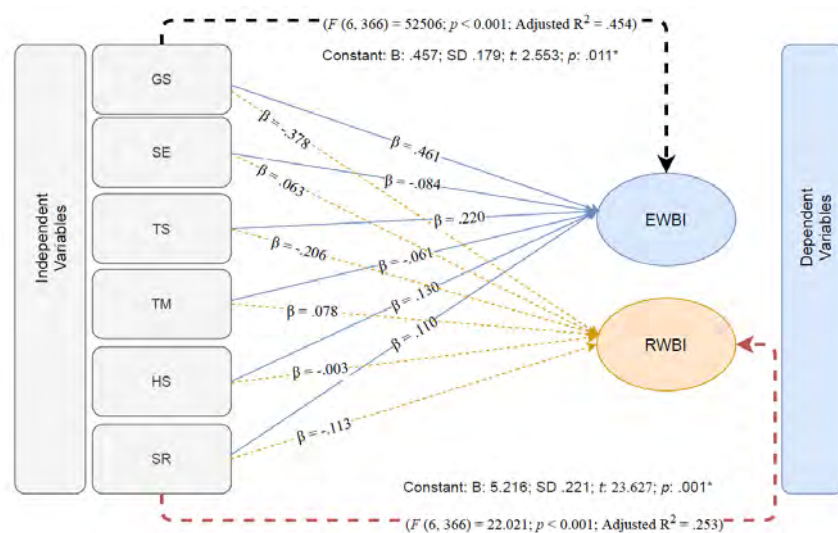 (F (6, 366) = 52506; p < 0.001; Adjusted R² = .454)
Constant: B: .457; SD .179; t: 2.553; p: .011*
Independent
Variables
GS
SE
TS
TM
HS
SR
β = .461
β = -.378
β = -.084
β = .063
β = .220
β = -.206
β = -.061
β = .078
β = .130
β = -.003
β = .110
β = -.113
EWBI
RWBI
Dependent
Variables
Constant: B: 5.216; SD .221; t: 23.627; p: .001*
(F (6, 366) = 22.021; p < 0.001; Adjusted R² = .253)